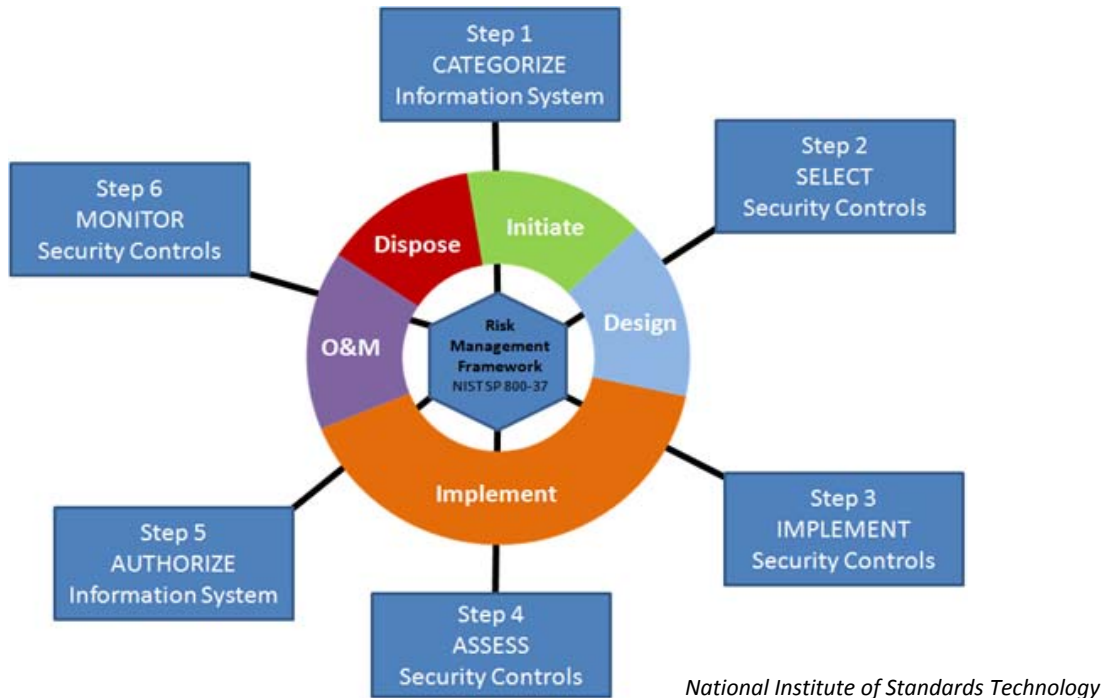 Step 1
CATEGORIZE
Information System
Step 2
SELECT
Security Controls
Step 6
MONITOR
Security Controls
Dispose
Initiate
Design
O&M
Risk
Management
Framework
NIST SP 800-37
Implement
Step 3
IMPLEMENT
Security Controls
Step 5
AUTHORIZE
Information System
Step 4
ASSESS
Security Controls
National Institute of Standards Technology